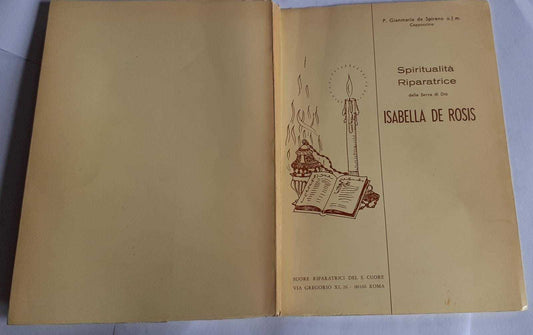 P. Gianmaria da Spirano o.f.m.
Cappuccino
Spiritualità
Riparatrice
della Serva di Dio
ISABELLA DE ROSIS
SUORE RIPARATRICI DEL S. CUORE
VIA GREGORIO XI, 26 - 00166 ROMA